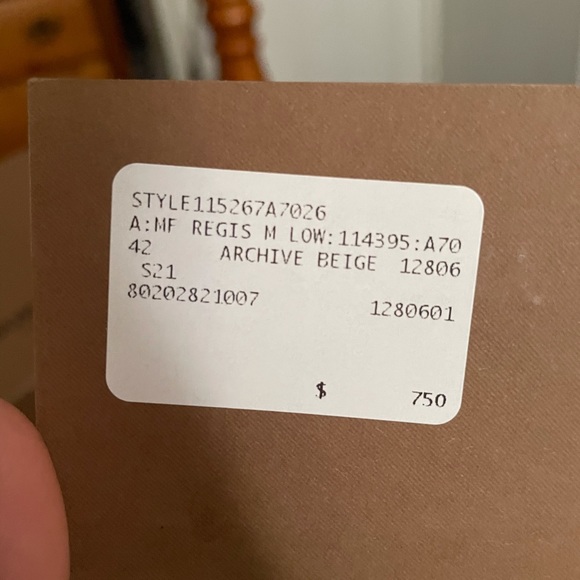 STYLE115267A7026
A:MF REGIS M LOW:114395:A70
42 ARCHIVE BEIGE 12806
S21
80202821007 1280601
$ 750